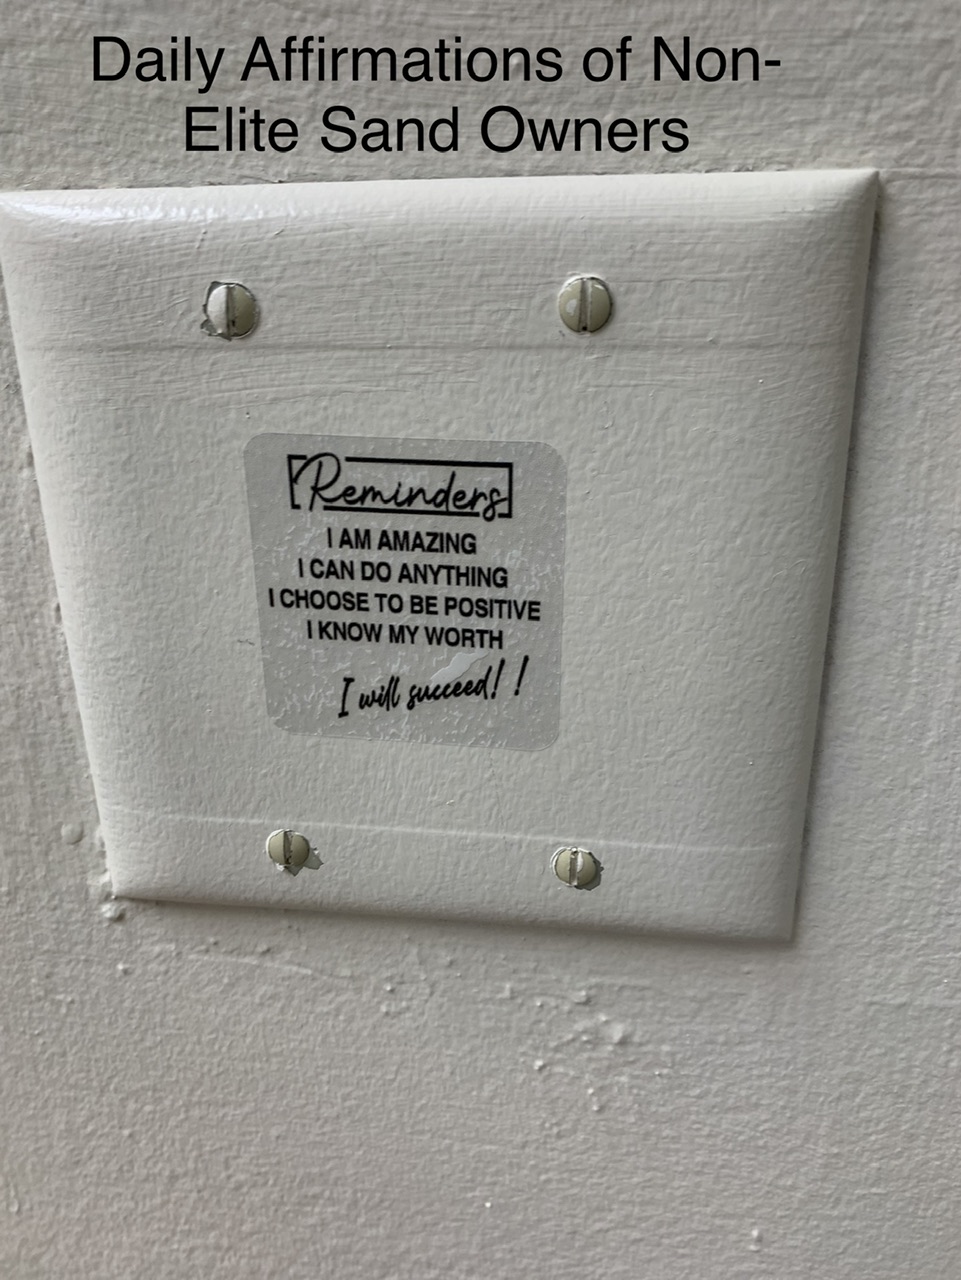 Daily Affirmations of Non-
Elite Sand Owners
Reminders
I AM AMAZING
I CAN DO ANYTHING
I CHOOSE TO BE POSITIVE
I KNOW MY WORTH
I will succeed! !